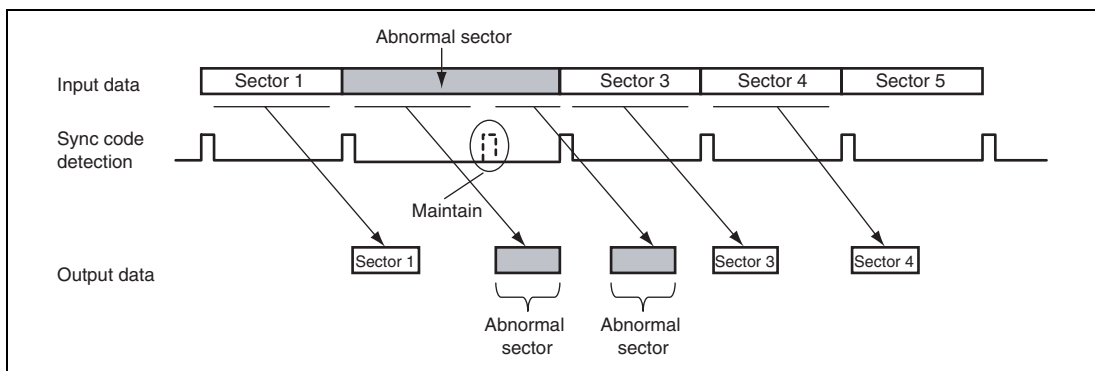 Abnormal sector
Input data
Sector 1
Sector 3
Sector 4
Sector 5
Sync code
detection
Maintain
Output data
Sector 1
Sector 3
Sector 4
Abnormal
sector
Abnormal
sector